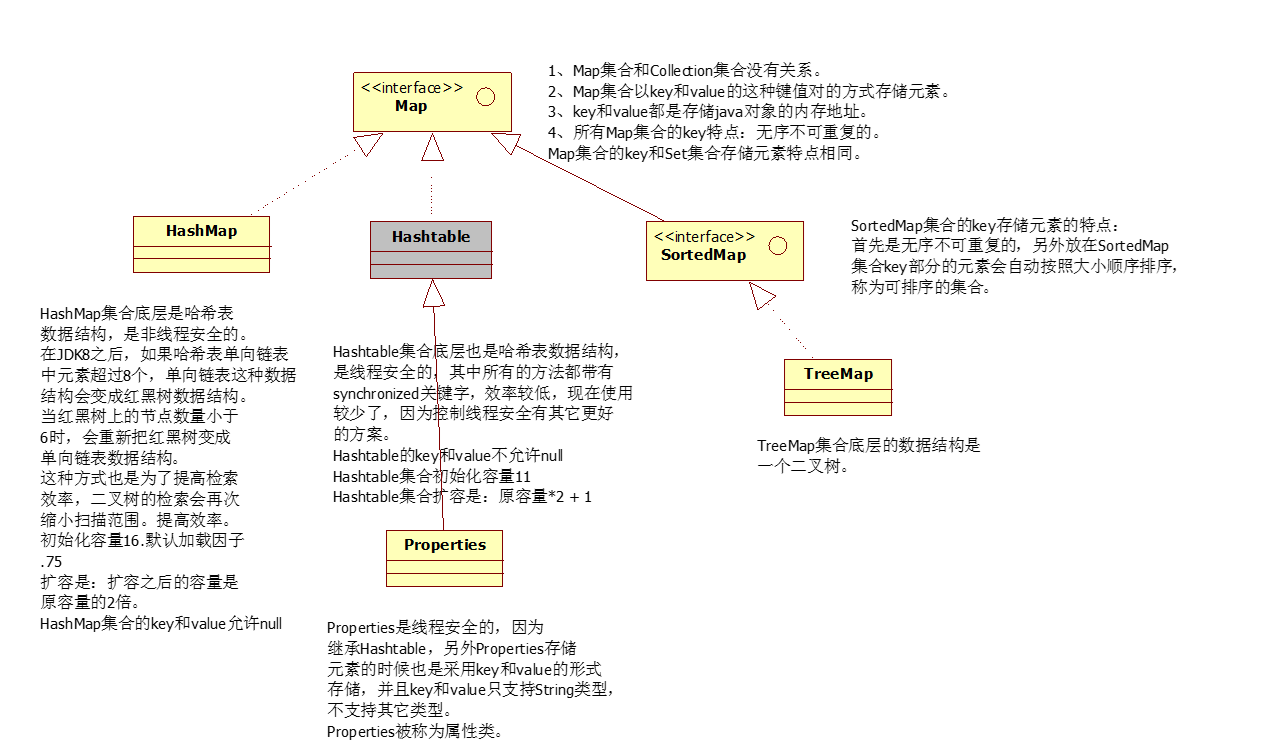 <<interface>>
Map
1、Map集合和Collection集合没有关系。
2、Map集合以key和value的这种键值对的方式存储元素。
3、key和value都是存储java对象的内存地址。
4、所有Map集合的key特点：无序不可重复的。
Map集合的key和Set集合存储元素特点相同。
HashMap
Hashtable
<<interface>>
SortedMap
SortedMap集合的key存储元素的特点：
首先是无序不可重复的，另外放在SortedMap
集合key部分的元素会自动按照大小顺序排序，
称为可排序的集合。
HashMap集合底层是哈希表
数据结构，是非线程安全的。
在JDK8之后，如果哈希表单向链表
中元素超过8个，单向链表这种数据
结构会变成红黑树数据结构。
当红黑树上的节点数量小于
6时，会重新把红黑树变成
单向链表数据结构。
这种方式也是为了提高检索
效率，二叉树的检索会再次
缩小扫描范围。提高效率。
初始化容量16.默认加载因子
.75
扩容是：扩容之后的容量是
原容量的2倍。
HashMap集合的key和value允许null
Hashtable集合底层也是哈希表数据结构，
是线程安全的，其中所有的方法都带有
synchronized关键字，效率较低，现在使用
较少了，因为控制线程安全有其它更好
的方案。
Hashtable的key和value不允许null
Hashtable集合初始化容量11
Hashtable集合扩容是：原容量*2 + 1
TreeMap
TreeMap集合底层的数据结构是
一个二叉树。
Properties
Properties是线程安全的，因为
继承Hashtable，另外Properties存储
元素的时候也是采用key和value的形式
存储，并且key和value只支持String类型，
不支持其它类型。
Properties被称为属性类。